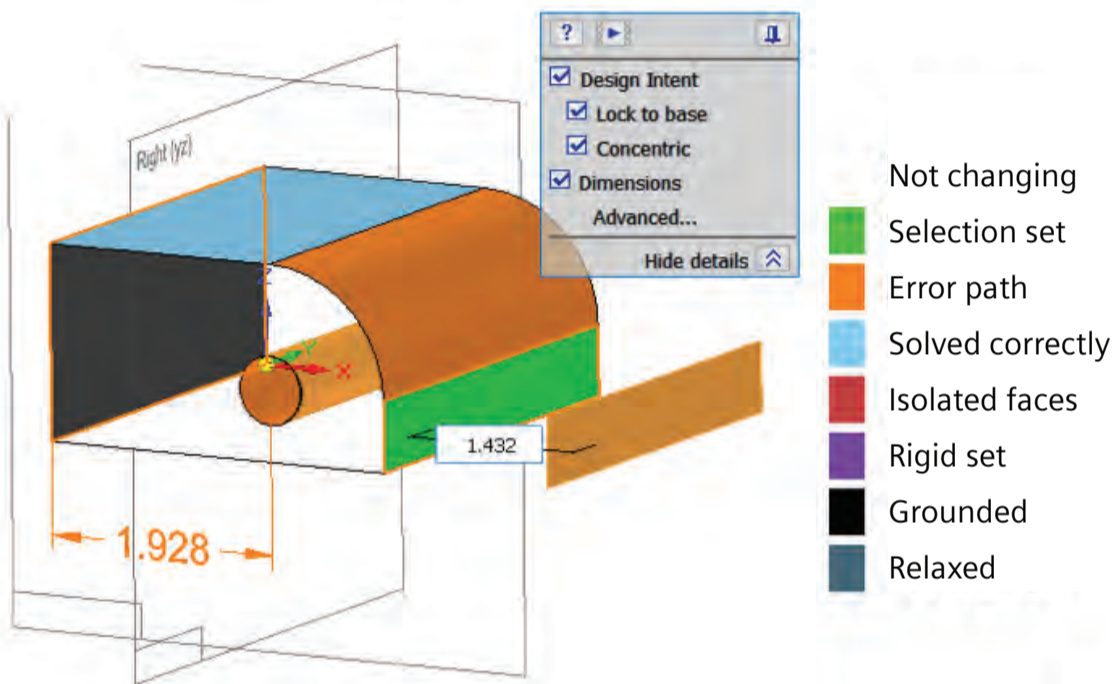 ?
Design Intent
Lock to base
Concentric
Dimensions
Advanced...
Hide details
Right (yz)
Z
Y
X
1.432
1.928
Not changing
Selection set
Error path
Solved correctly
Isolated faces
Rigid set
Grounded
Relaxed